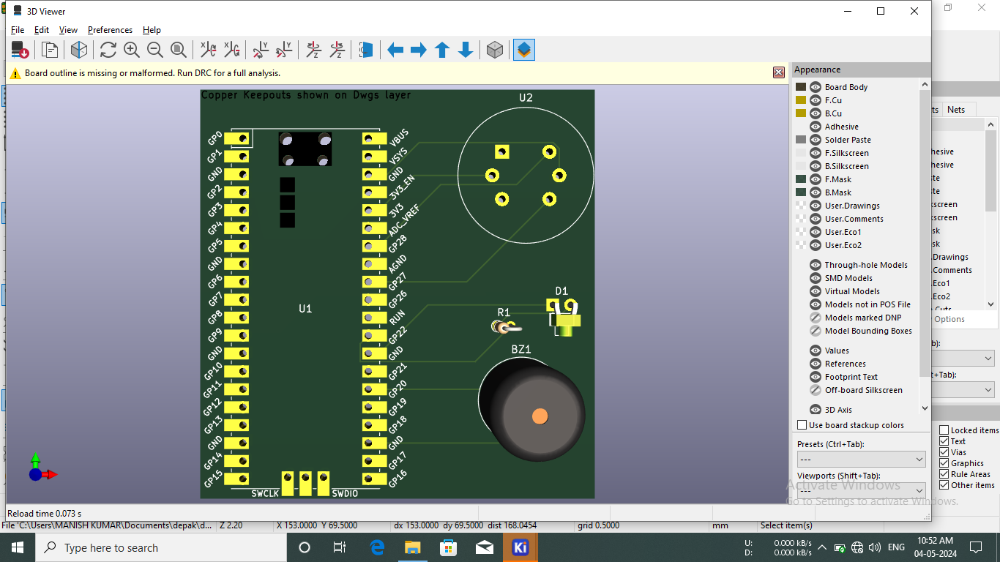 3D Viewer
File Edit View Preferences Help
Board outline is missing or malformed. Run DRC for a full analysis.
Copper Keepouts shown on Dwgs layer
U2
GP0
GP1
GND
GP2
GP3
GP4
GP5
GND
GP6
GP7
GP8
GP9
GND
GP10
GP11
GP12
GP13
GND
GP14
GP15
U1
SWCLK
SWDIO
VBUS
VSYS
GND
3V3_EN
3V3
ADC_VREF
GP28
AGND
GP27
GP26
RUN
GP22
GND
GP21
GP20
GP19
GP18
GND
GP17
GP16
D1
R1
BZ1
Appearance
Board Body
F.Cu
B.Cu
Adhesive
Solder Paste
F.Silkscreen
B.Silkscreen
F.Mask
B.Mask
User.Drawings
User.Comments
User.Eco1
User.Eco2
Through-hole Models
SMD Models
Virtual Models
Models not in POS File
Models marked DNP
Model Bounding Boxes
Values
References
Footprint Text
Off-board Silkscreen
3D Axis
Use board stackup colors
Presets (Ctrl+Tab):
---
Viewports (Shift+Tab):
---
ts Nets
hesive
hesive
te
te
kscreen
kscreen
sk
sk
.Drawings
.Comments
.Eco1
.Eco2
Options
b):
t+Tab):
Locked items
Text
Vias
Graphics
Rule Areas
Other items
Activate Windows
Go to Settings to activate Windows.
Reload time 0.073 s
File 'C:\Users\MANISH KUMAR\Documents\depak\d... Z 2.20 X 153.0000 Y 69.5000 dx 153.0000 dy 69.5000 dist 168.0454 grid 0.5000 mm Select item(s)
Type here to search
Ki
U: 0.000 kB/s
D: 0.000 kB/s
ENG
10:52 AM
04-05-2024